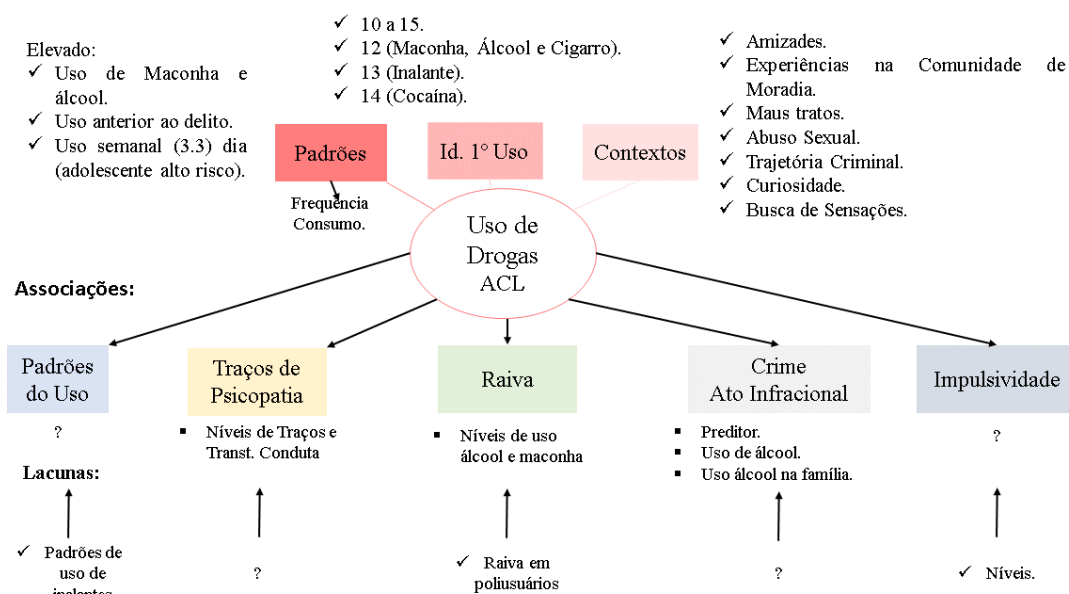 ✓ 10 a 15.
✓ 12 (Maconha, Álcool e Cigarro).
✓ 13 (Inalante).
✓ 14 (Cocaína).
Elevado:
✓ Uso de Maconha e
álcool.
✓ Uso anterior ao delito.
✓ Uso semanal (3.3) dia
(adolescente alto risco).
✓ Amizades.
✓ Experiências na Comunidade de
Moradia.
✓ Maus tratos.
✓ Abuso Sexual.
✓ Trajetória Criminal.
✓ Curiosidade.
✓ Busca de Sensações.
Padrões
Id. 1° Uso
Contextos
Frequência
Consumo.
Uso de
Drogas
ACL
Associações:
Padrões
do Uso
Traços de
Psicopatia
Raiva
Crime
Ato Infracional
Impulsividade
?
▪ Níveis de Traços e
Transt. Conduta
▪ Níveis de uso
álcool e maconha
▪ Preditor.
▪ Uso de álcool.
▪ Uso álcool na família.
?
Lacunas:
✓ Padrões de
uso de
inalantes
?
✓ Raiva em
poliusuários
?
✓ Níveis.